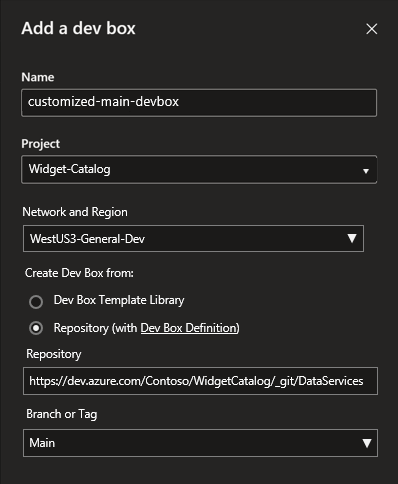 Add a dev box
Name
customized-main-devbox
Project
Widget-Catalog
Network and Region
WestUS3-General-Dev
Create Dev Box from:
Dev Box Template Library
Repository (with Dev Box Definition)
Repository
https://dev.azure.com/Contoso/WidgetCatalog/_git/DataServices
Branch or Tag
Main